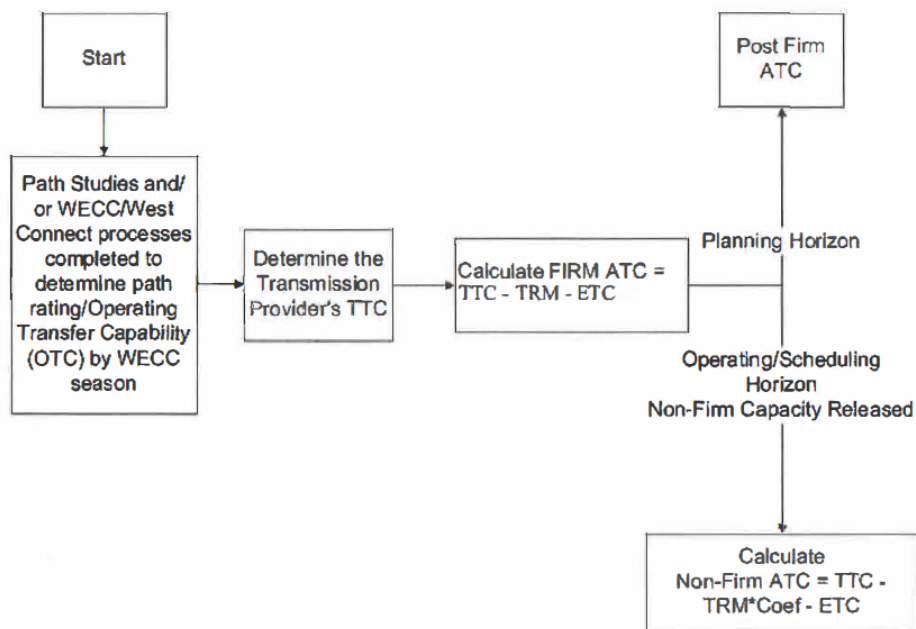 Start
Post Firm
ATC
Path Studies and/
or WECC/West
Connect processes
completed to
determine path
rating/Operating
Transfer Capability
(OTC) by WECC
season
Determine the
Transmission
Provider's TTC
Calculate FIRM ATC =
TTC - TRM - ETC
Planning Horizon
Operating/Scheduling
Horizon
Non-Firm Capacity Released
Calculate
Non-Firm ATC = TTC -
TRM*Coef - ETC